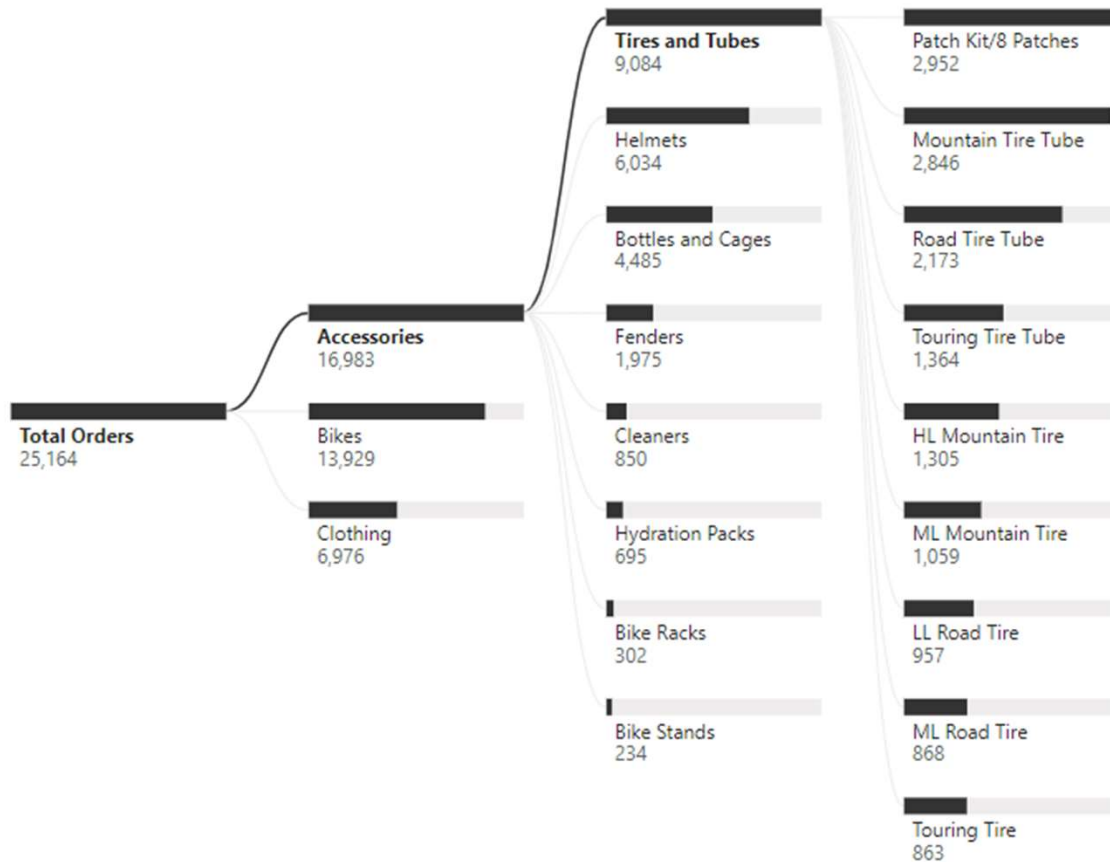 Total Orders
25,164
Accessories
16,983
Bikes
13,929
Clothing
6,976
Tires and Tubes
9,084
Helmets
6,034
Bottles and Cages
4,485
Fenders
1,975
Cleaners
850
Hydration Packs
695
Bike Racks
302
Bike Stands
234
Patch Kit/8 Patches
2,952
Mountain Tire Tube
2,846
Road Tire Tube
2,173
Touring Tire Tube
1,364
HL Mountain Tire
1,305
ML Mountain Tire
1,059
LL Road Tire
957
ML Road Tire
868
Touring Tire
863